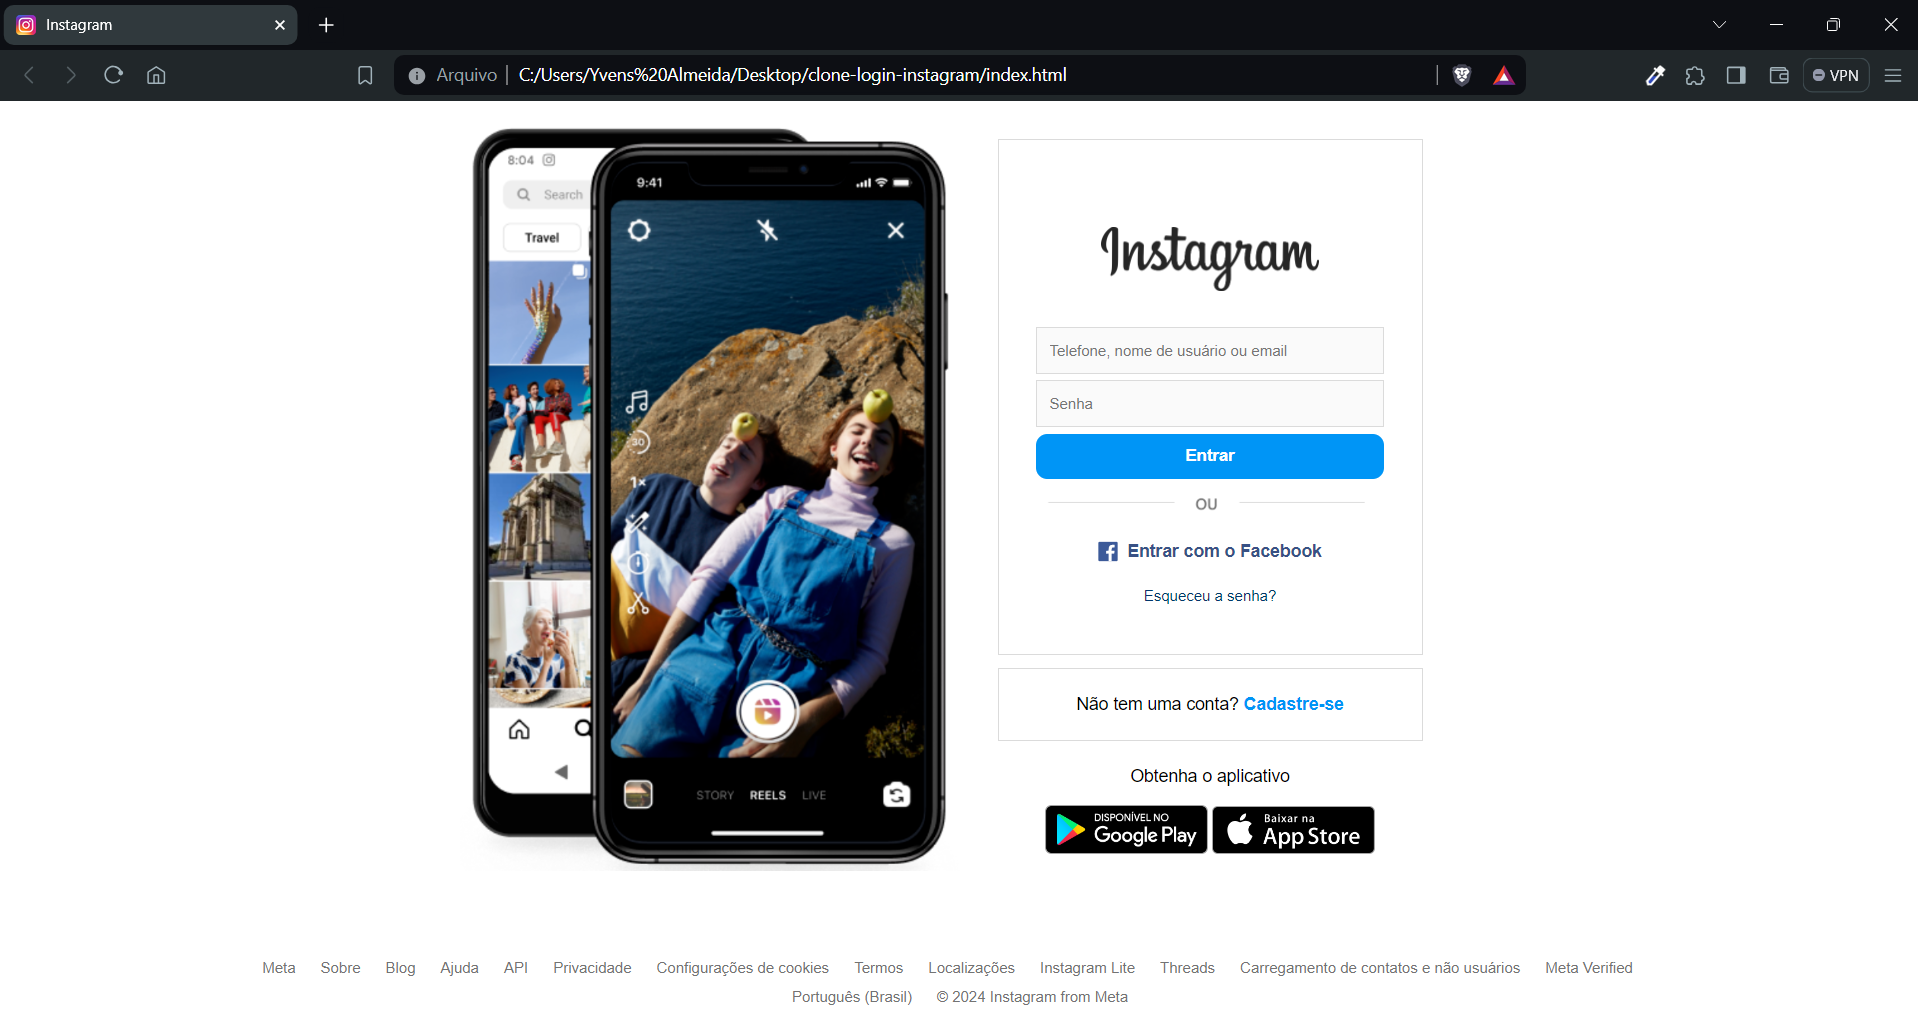 Instagram
Arquivo
C:/Users/Yvens%20Almeida/Desktop/clone-login-instagram/index.html
VPN
8:04
Search
Travel
9:41
30
1×
STORY REELS LIVE
Instagram
Telefone, nome de usuário ou email
Senha
Entrar
OU
Entrar com o Facebook
Esqueceu a senha?
Não tem uma conta? Cadastre-se
Obtenha o aplicativo
DISPONÍVEL NO
Google Play
Baixar na
App Store
Meta Sobre Blog Ajuda API Privacidade Configurações de cookies Termos Localizações Instagram Lite Threads Carregamento de contatos e não usuários Meta Verified
Português (Brasil) © 2024 Instagram from Meta